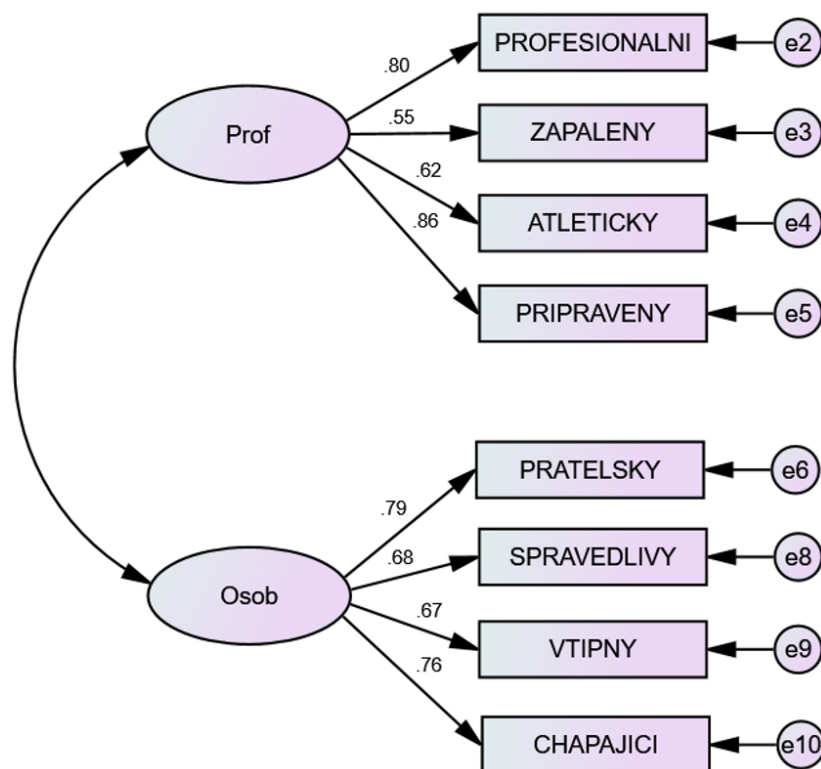 PROFESIONALNI
e2
.80
Prof
.55
ZAPALENY
e3
.62
ATLETICKY
e4
.86
PRIPRAVENY
e5
PRATELSKY
e6
.79
SPRAVEDLIVY
e8
.68
Osob
.67
VTIPNY
e9
.76
CHAPAJICI
e10